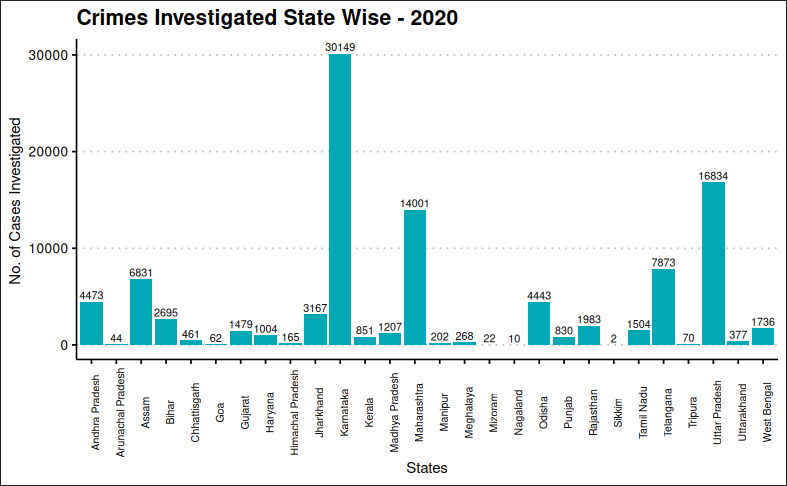 Crimes Investigated State Wise - 2020
No. of Cases Investigated
30000
20000
10000
0
4473
44
6831
2695
461
62
1479
1004
165
3167
30149
851
1207
14001
202
268
22
10
4443
830
1983
2
1504
7873
70
16834
377
1736
Andhra Pradesh
Arunachal Pradesh
Assam
Bihar
Chhattisgarh
Goa
Gujarat
Haryana
Himachal Pradesh
Jharkhand
Karnataka
Kerala
Madhya Pradesh
Maharashtra
Manipur
Meghalaya
Mizoram
Nagaland
Odisha
Punjab
Rajasthan
Sikkim
Tamil Nadu
Telangana
Tripura
Uttar Pradesh
Uttarakhand
West Bengal
States